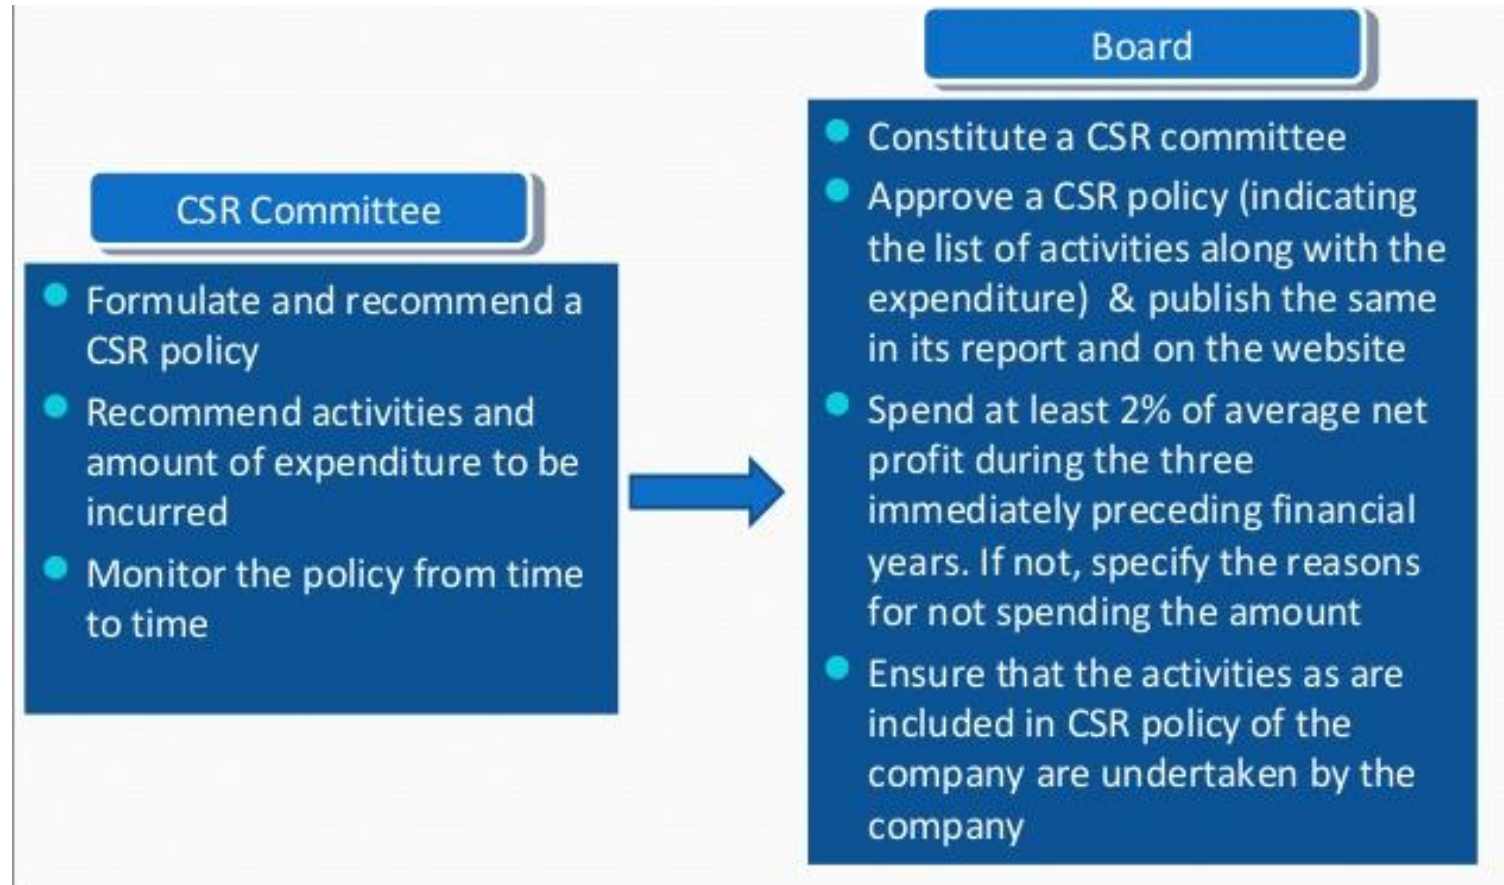 CSR Committee
Formulate and recommend a
CSR policy
Recommend activities and
amount of expenditure to be
incurred
Monitor the policy from time
to time
Board
Constitute a CSR committee
Approve a CSR policy (indicating
the list of activities along with the
expenditure) & publish the same
in its report and on the website
Spend at least 2% of average net
profit during the three
immediately preceding financial
years. If not, specify the reasons
for not spending the amount
Ensure that the activities as are
included in CSR policy of the
company are undertaken by the
company